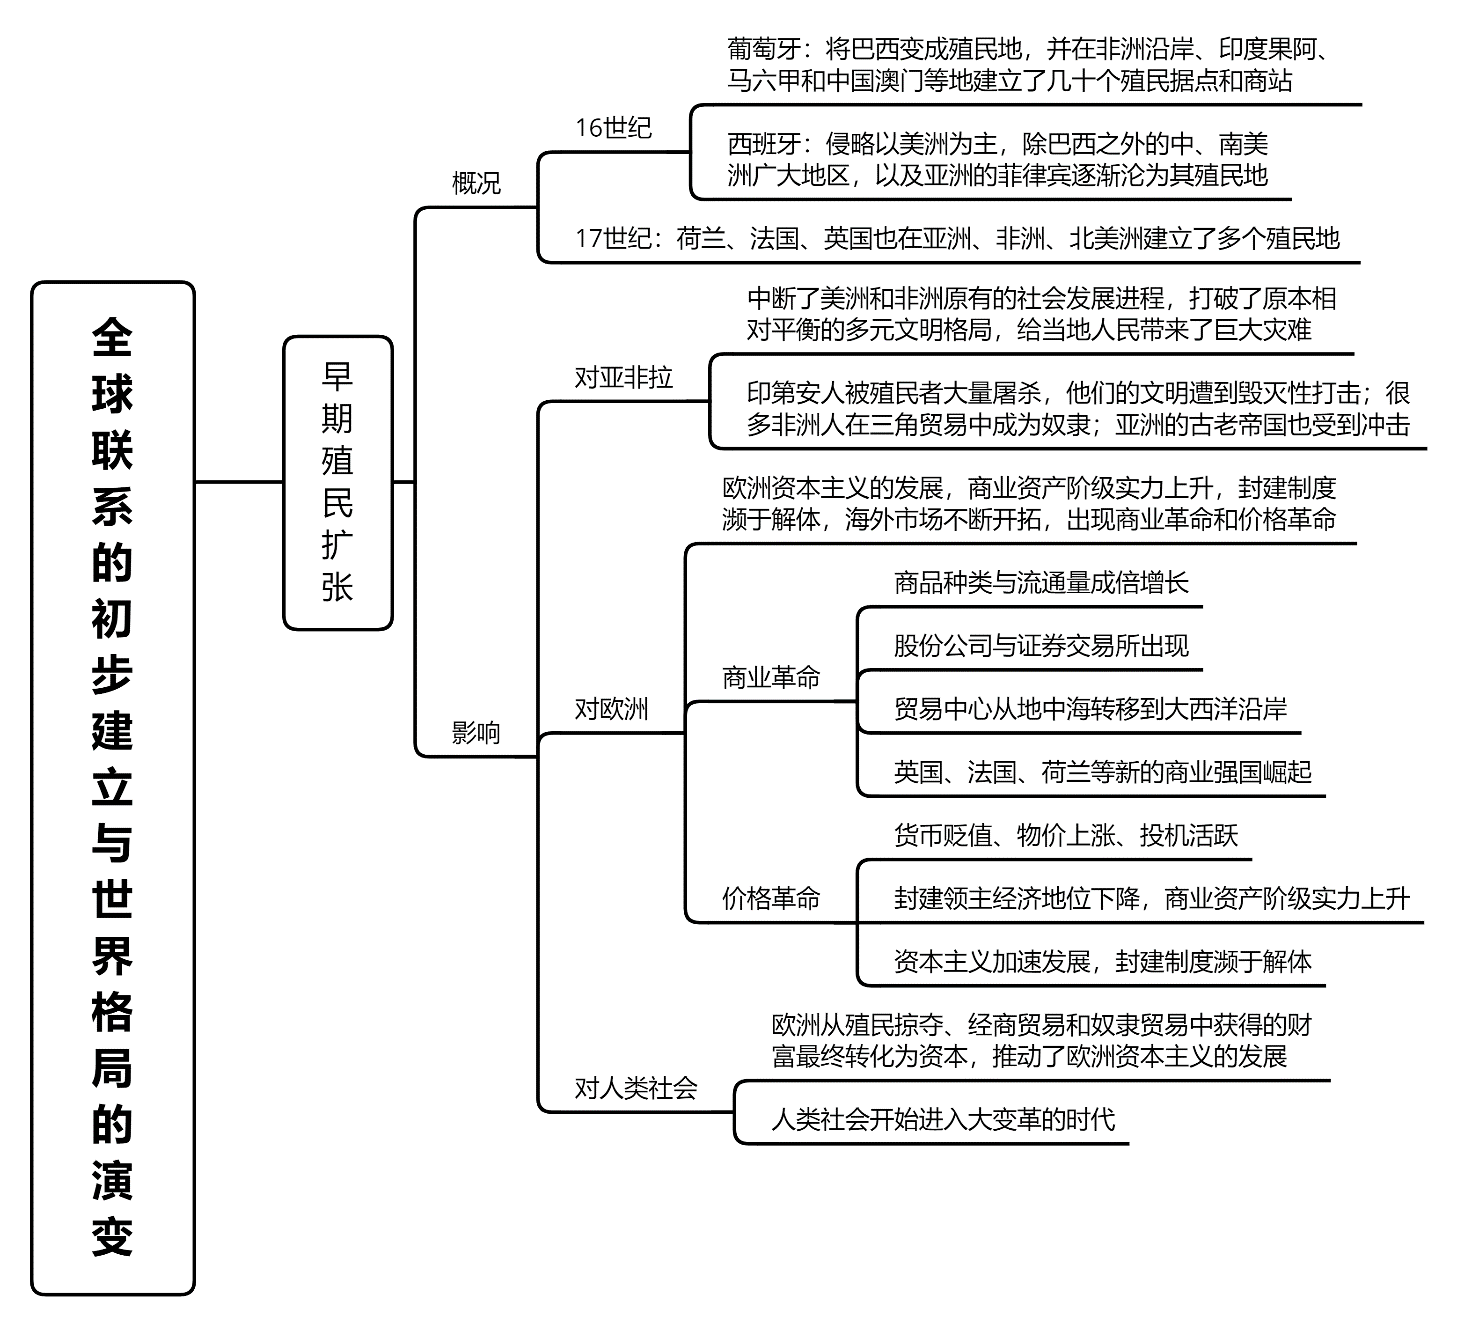 全球联系的初步建立与世界格局的演变
早期殖民扩张
概况
16世纪
葡萄牙：将巴西变成殖民地，并在非洲沿岸、印度果阿、
马六甲和中国澳门等地建立了几十个殖民据点和商站
西班牙：侵略以美洲为主，除巴西之外的中、南美
洲广大地区，以及亚洲的菲律宾逐渐沦为其殖民地
17世纪：荷兰、法国、英国也在亚洲、非洲、北美洲建立了多个殖民地
影响
对亚非拉
中断了美洲和非洲原有的社会发展进程，打破了原本相
对平衡的多元文明格局，给当地人民带来了巨大灾难
印第安人被殖民者大量屠杀，他们的文明遭到毁灭性打击；很
多非洲人在三角贸易中成为奴隶；亚洲的古老帝国也受到冲击
对欧洲
欧洲资本主义的发展，商业资产阶级实力上升，封建制度
濒于解体，海外市场不断开拓，出现商业革命和价格革命
商业革命
商品种类与流通量成倍增长
股份公司与证券交易所出现
贸易中心从地中海转移到大西洋沿岸
英国、法国、荷兰等新的商业强国崛起
价格革命
货币贬值、物价上涨、投机活跃
封建领主经济地位下降，商业资产阶级实力上升
资本主义加速发展，封建制度濒于解体
对人类社会
欧洲从殖民掠夺、经商贸易和奴隶贸易中获得的财
富最终转化为资本，推动了欧洲资本主义的发展
人类社会开始进入大变革的时代